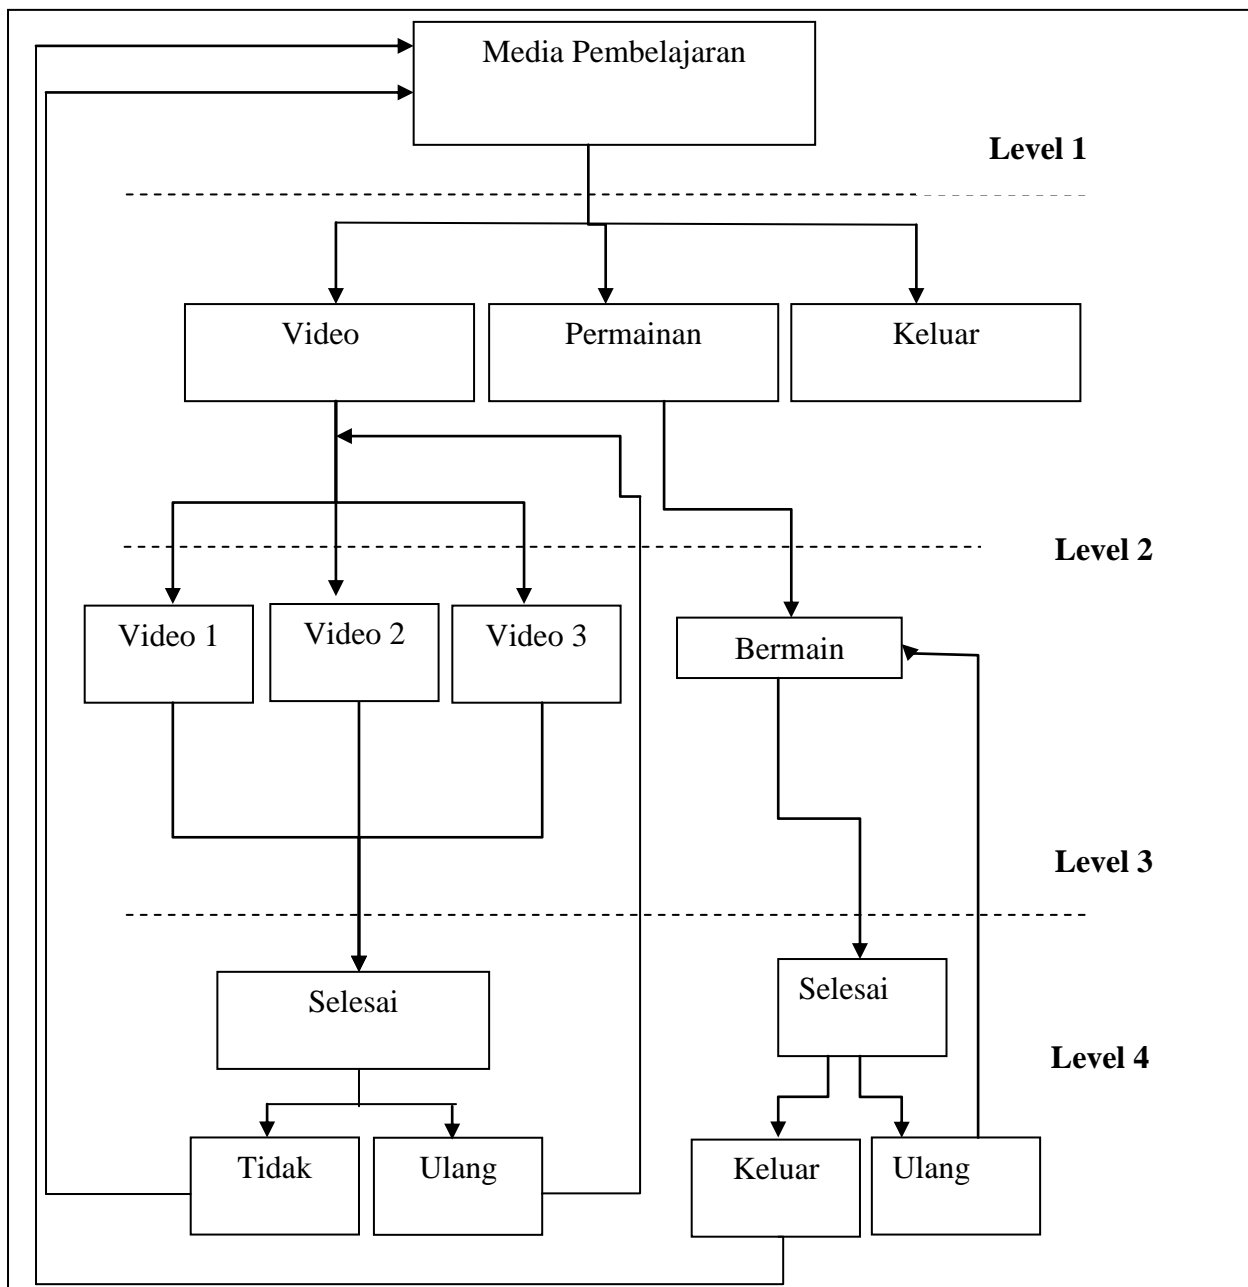 Media Pembelajaran
Level 1
Video
Permainan
Keluar
Level 2
Video 1
Video 2
Video 3
Bermain
Level 3
Selesai
Selesai
Level 4
Tidak
Ulang
Keluar
Ulang